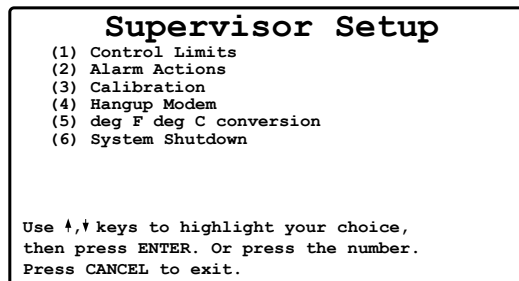 Supervisor Setup
(1) Control Limits
(2) Alarm Actions
(3) Calibration
(4) Hangup Modem
(5) deg F deg C conversion
(6) System Shutdown
Use ↑,↓ keys to highlight your choice,
then press ENTER. Or press the number.
Press CANCEL to exit.